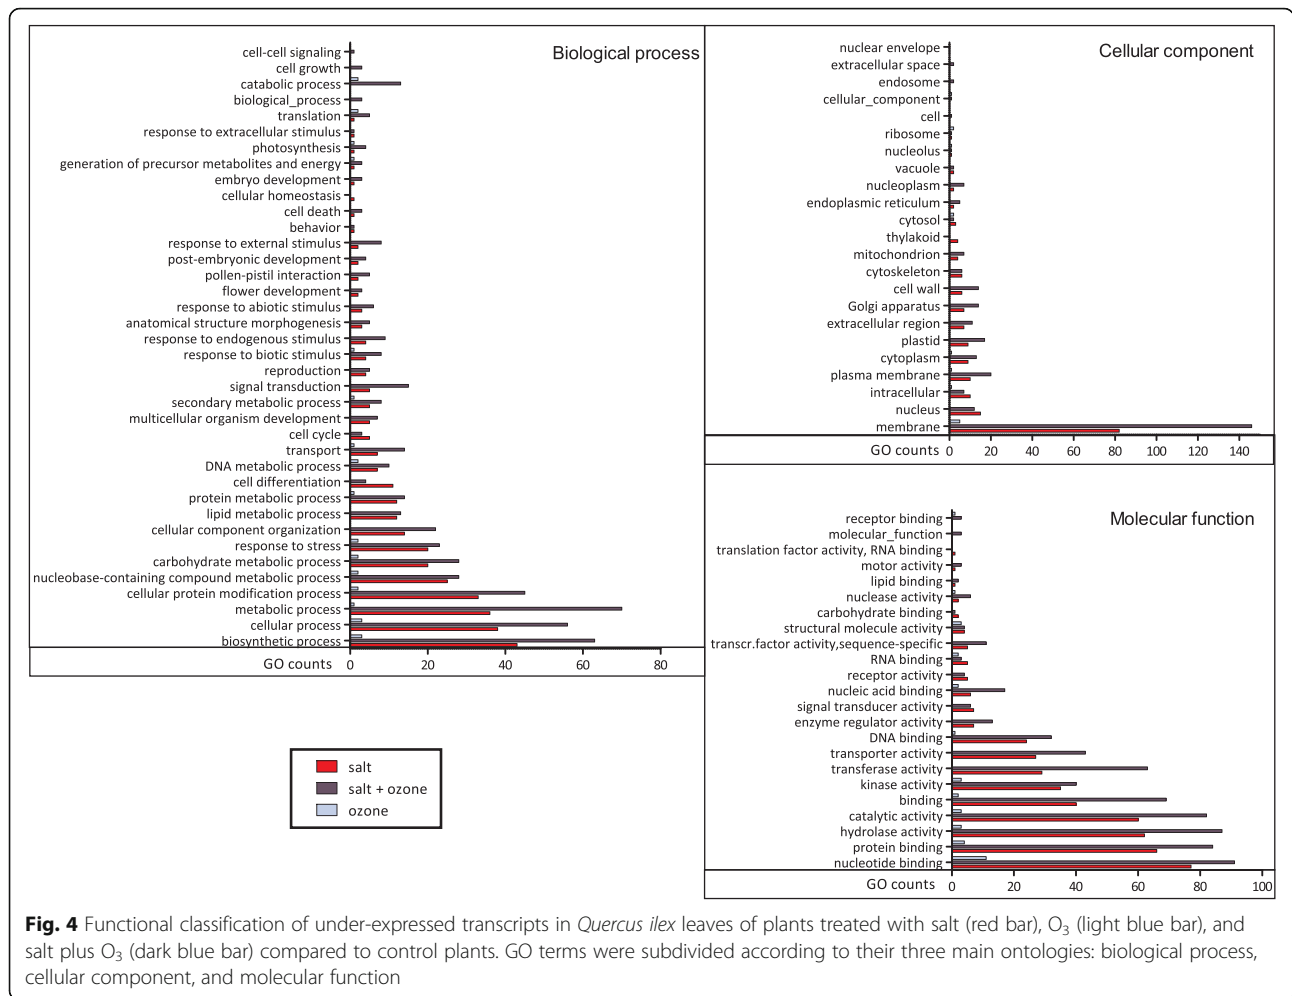 Biological process
cell-cell signaling
cell growth
catabolic process
biological_process
translation
response to extracellular stimulus
photosynthesis
generation of precursor metabolites and energy
embryo development
cellular homeostasis
cell death
behavior
response to external stimulus
post-embryonic development
pollen-pistil interaction
flower development
response to abiotic stimulus
anatomical structure morphogenesis
response to endogenous stimulus
response to biotic stimulus
reproduction
signal transduction
secondary metabolic process
multicellular organism development
cell cycle
transport
DNA metabolic process
cell differentiation
protein metabolic process
lipid metabolic process
cellular component organization
response to stress
carbohydrate metabolic process
nucleobase-containing compound metabolic process
cellular protein modification process
metabolic process
cellular process
biosynthetic process
GO counts 0 20 40 60 80
Cellular component
nuclear envelope
extracellular space
endosome
cellular_component
cell
ribosome
nucleolus
vacuole
nucleoplasm
endoplasmic reticulum
cytosol
thylakoid
mitochondrion
cytoskeleton
cell wall
Golgi apparatus
extracellular region
plastid
cytoplasm
plasma membrane
intracellular
nucleus
membrane
GO counts 0 20 40 60 80 100 120 140
Molecular function
receptor binding
molecular_function
translation factor activity, RNA binding
motor activity
lipid binding
nuclease activity
carbohydrate binding
structural molecule activity
transcr.factor activity,sequence-specific
RNA binding
receptor activity
nucleic acid binding
signal transducer activity
enzyme regulator activity
DNA binding
transporter activity
transferase activity
kinase activity
binding
catalytic activity
hydrolase activity
protein binding
nucleotide binding
GO counts 0 20 40 60 80 100
salt
salt + ozone
ozone
Fig. 4 Functional classification of under-expressed transcripts in Quercus ilex leaves of plants treated with salt (red bar), O3 (light blue bar), and
salt plus O3 (dark blue bar) compared to control plants. GO terms were subdivided according to their three main ontologies: biological process,
cellular component, and molecular function